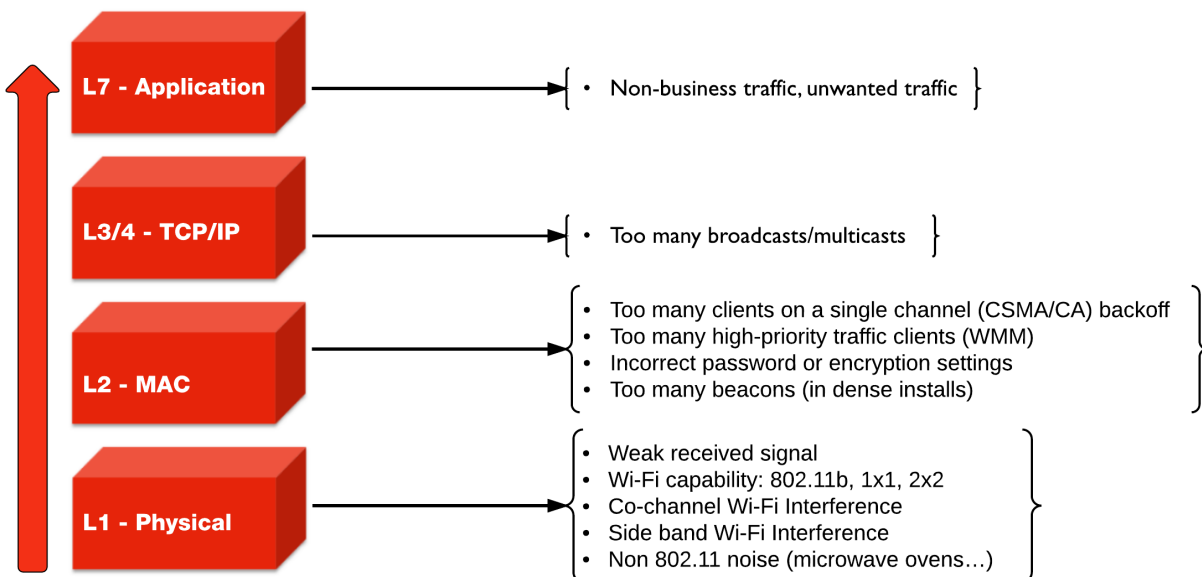 L7 - Application
• Non-business traffic, unwanted traffic
L3/4 - TCP/IP
• Too many broadcasts/multicasts
L2 - MAC
• Too many clients on a single channel (CSMA/CA) backoff
• Too many high-priority traffic clients (WMM)
• Incorrect password or encryption settings
• Too many beacons (in dense installs)
L1 - Physical
• Weak received signal
• Wi-Fi capability: 802.11b, 1x1, 2x2
• Co-channel Wi-Fi Interference
• Side band Wi-Fi Interference
• Non 802.11 noise (microwave ovens…)